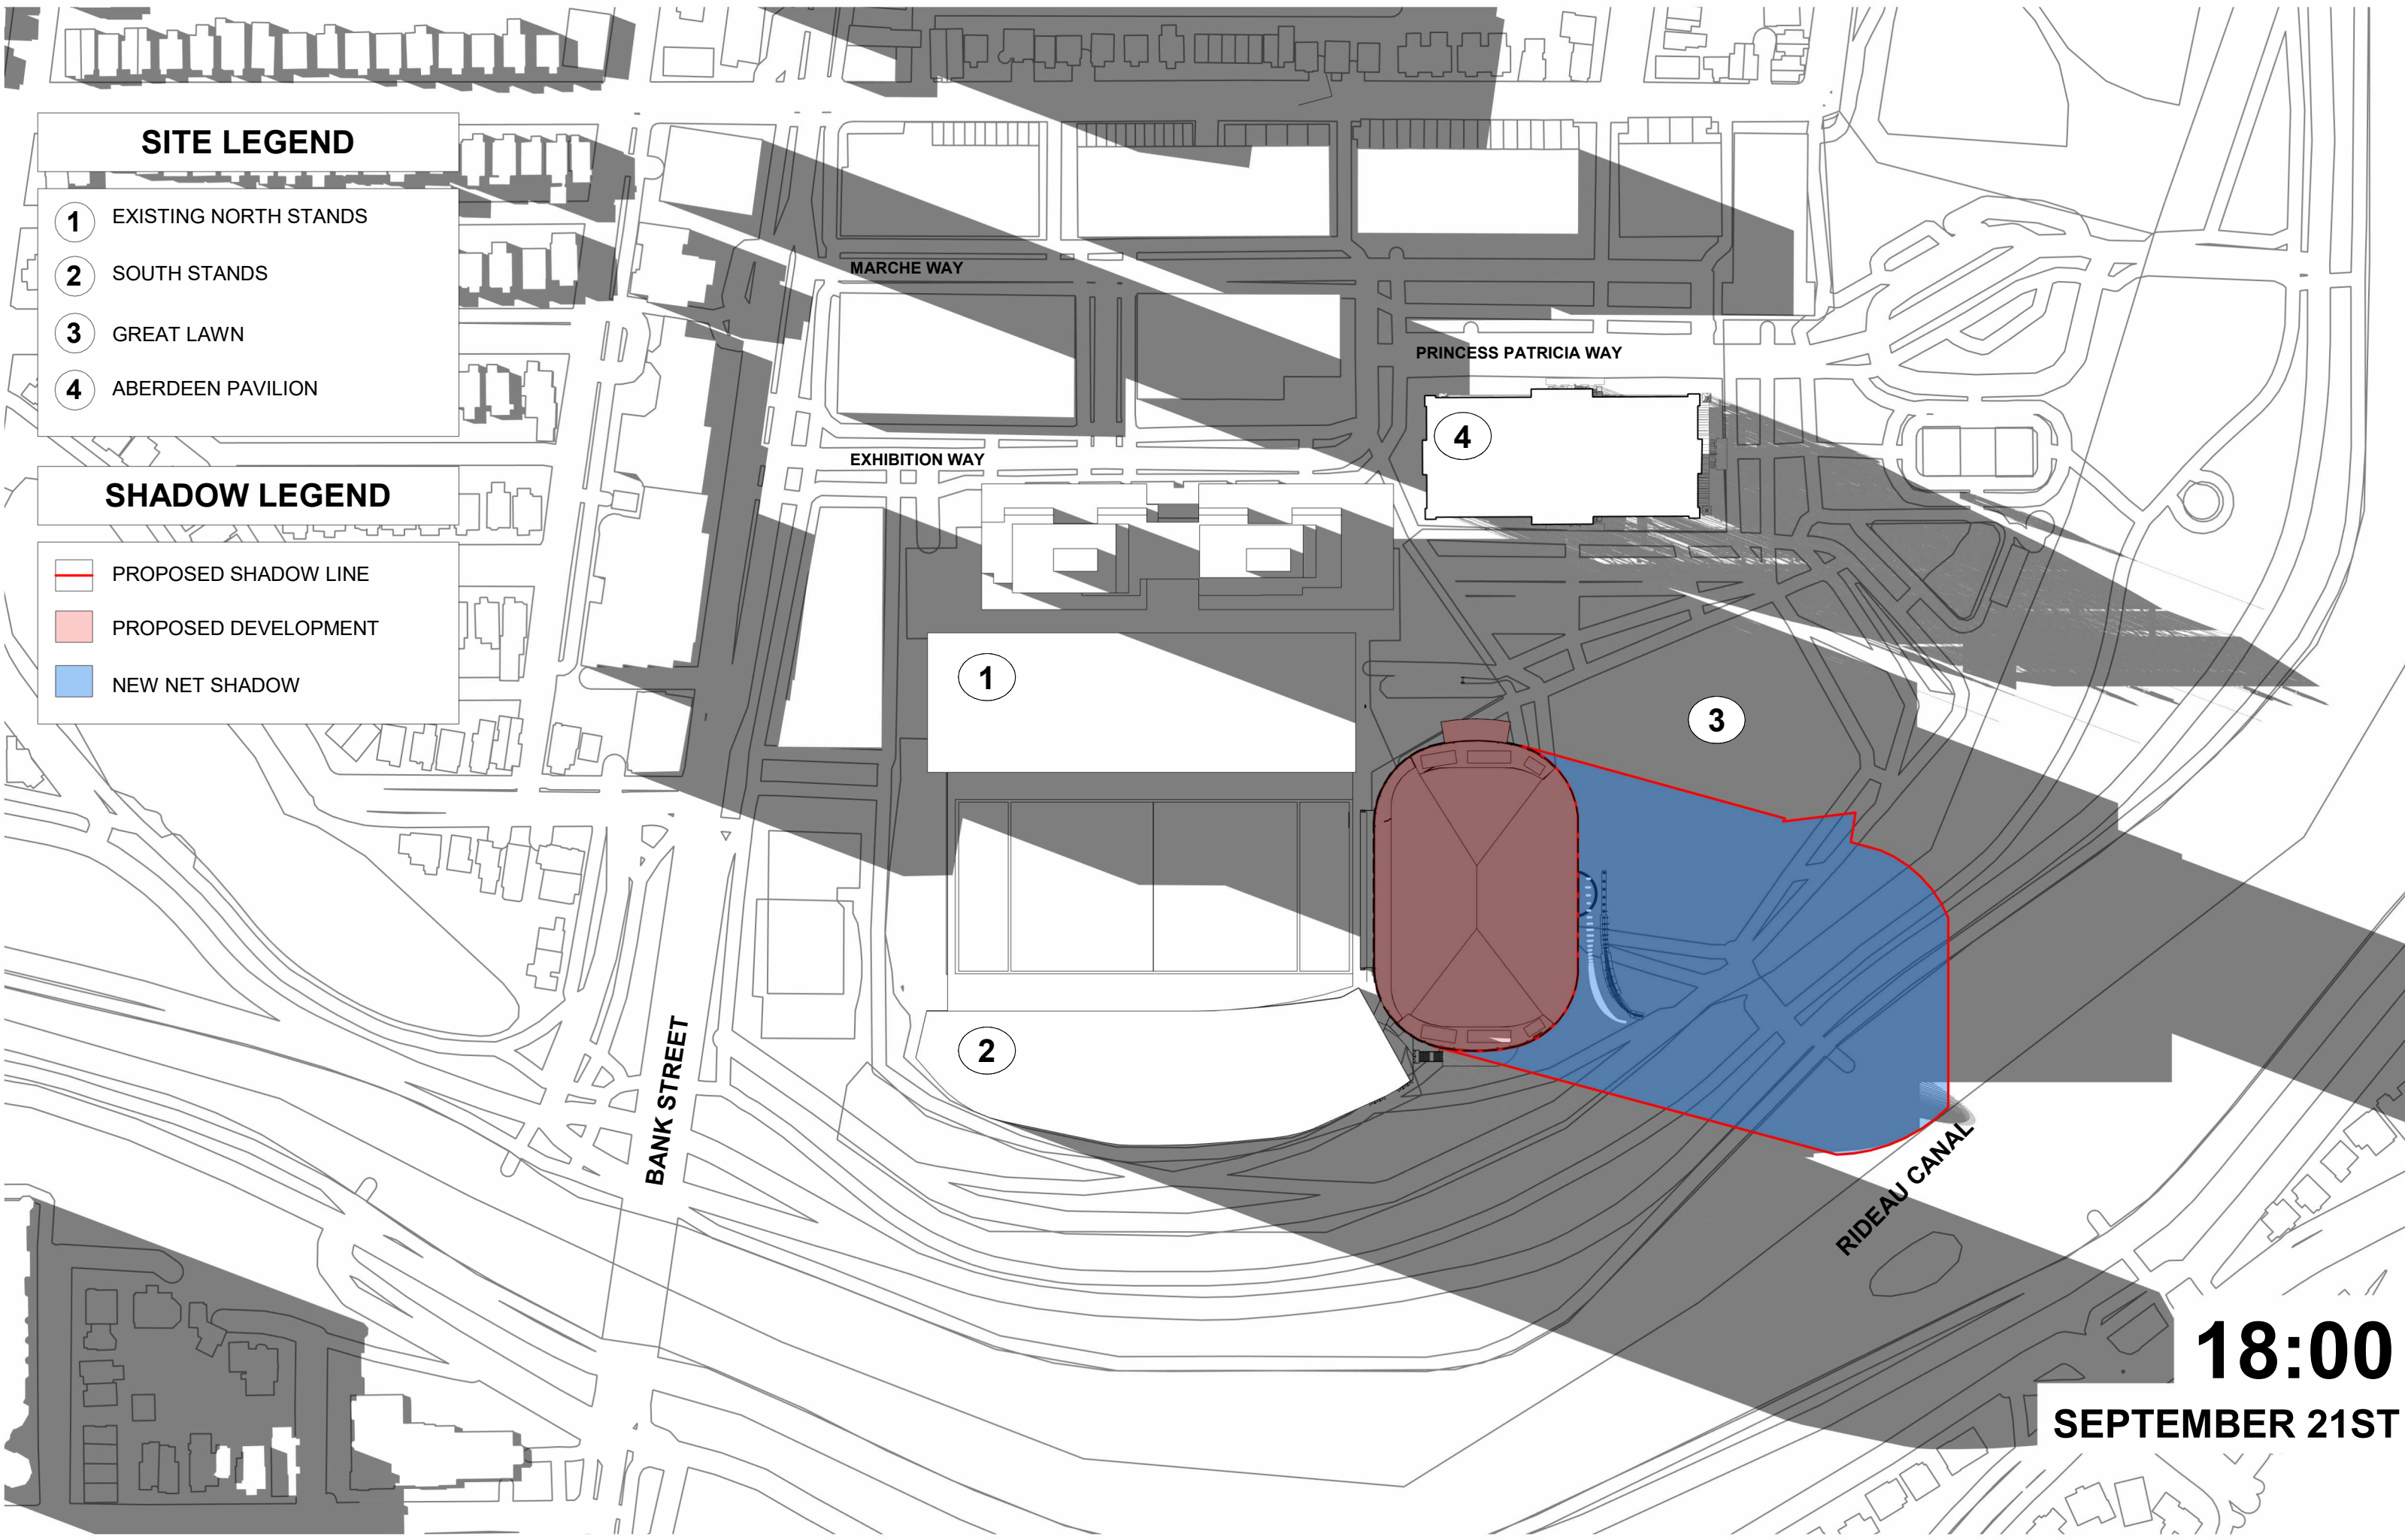 SITE LEGEND
1 EXISTING NORTH STANDS
2 SOUTH STANDS
3 GREAT LAWN
4 ABERDEEN PAVILION
SHADOW LEGEND
PROPOSED SHADOW LINE
PROPOSED DEVELOPMENT
NEW NET SHADOW
MARCHE WAY
PRINCESS PATRICIA WAY
4
EXHIBITION WAY
1
3
2
BANK STREET
RIDEAU CANAL
18:00
SEPTEMBER 21ST